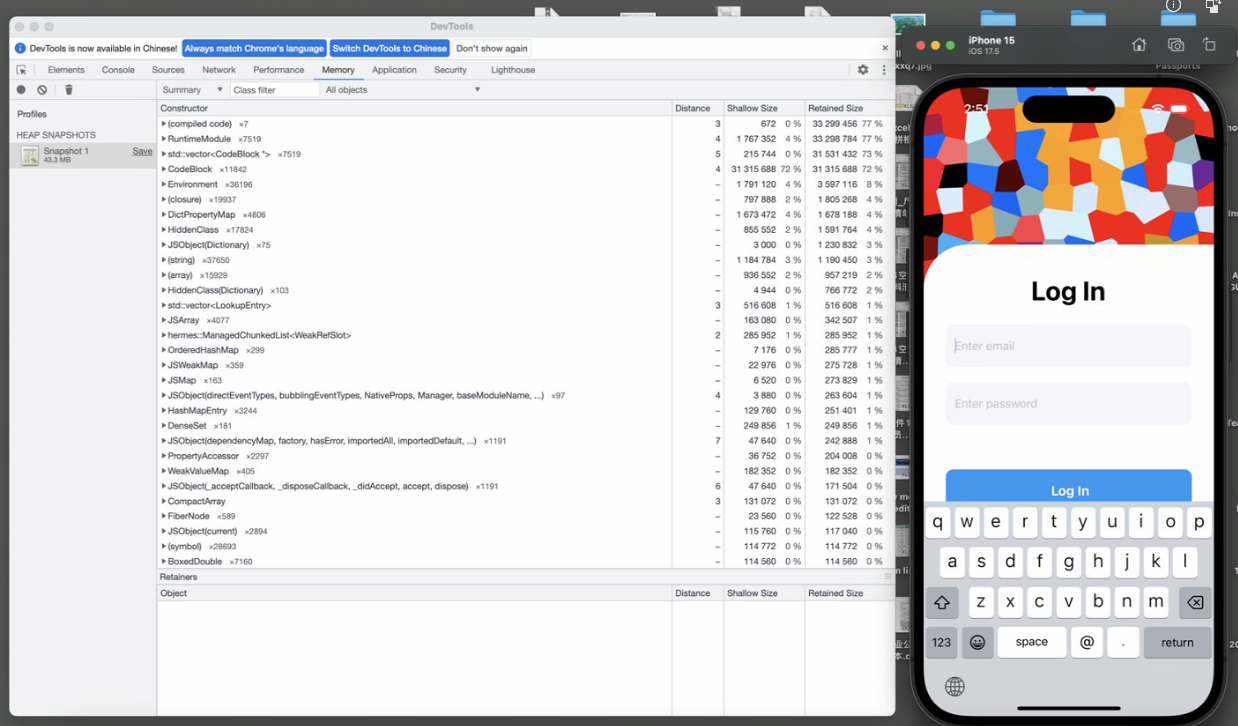 DevTools
DevTools is now available in Chinese! Always match Chrome's language Switch DevTools to Chinese Don't show again
Elements Console Sources Network Performance Memory Application Security Lighthouse
Summary Class filter All objects
Profiles
HEAP SNAPSHOTS
Snapshot 1 Save
43.3 MB
Constructor Distance Shallow Size Retained Size
(compiled code) ×7 3 672 0 % 33 299 456 77 %
RuntimeModule ×7519 4 1 767 352 4 % 33 298 784 77 %
std::vector<CodeBlock *> ×7519 5 215 744 0 % 31 531 432 73 %
CodeBlock ×11842 4 31 315 688 72 % 31 315 688 72 %
Environment ×36196 – 1 791 120 4 % 3 597 116 8 %
(closure) ×19937 – 797 888 2 % 1 805 268 4 %
DictPropertyMap ×4806 – 1 673 472 4 % 1 678 188 4 %
HiddenClass ×17824 – 855 552 2 % 1 591 764 4 %
JSObject(Dictionary) ×75 – 3 000 0 % 1 230 832 3 %
(string) ×37650 – 1 184 784 3 % 1 190 450 3 %
(array) ×15929 – 936 552 2 % 957 219 2 %
HiddenClass(Dictionary) ×103 – 4 944 0 % 766 772 2 %
std::vector<LookupEntry> 3 516 608 1 % 516 608 1 %
JSArray ×4077 – 163 080 0 % 342 507 1 %
hermes::ManagedChunkedList<WeakRefSlot> 2 285 952 1 % 285 952 1 %
OrderedHashMap ×299 – 7 176 0 % 285 777 1 %
JSWeakMap ×359 – 22 976 0 % 275 728 1 %
JSMap ×163 – 6 520 0 % 273 829 1 %
JSObject(directEventTypes, bubblingEventTypes, NativeProps, Manager, baseModuleName, ...) ×97 4 3 880 0 % 263 604 1 %
HashMapEntry ×3244 – 129 760 0 % 251 401 1 %
DenseSet ×181 – 249 856 1 % 249 856 1 %
JSObject(dependencyMap, factory, hasError, importedAll, importedDefault, ...) ×1191 7 47 640 0 % 242 888 1 %
PropertyAccessor ×2297 – 36 752 0 % 204 008 0 %
WeakValueMap ×405 – 182 352 0 % 182 352 0 %
JSObject(_acceptCallback, _disposeCallback, _didAccept, accept, dispose) ×1191 6 47 640 0 % 171 504 0 %
CompactArray 3 131 072 0 % 131 072 0 %
FiberNode ×589 – 23 560 0 % 122 528 0 %
JSObject(current) ×2894 – 115 760 0 % 117 040 0 %
(symbol) ×28693 – 114 772 0 % 114 772 0 %
BoxedDouble ×7160 – 114 560 0 % 114 560 0 %
Retainers
Object Distance Shallow Size Retained Size
iPhone 15
iOS 17.5
Passports
2:51
Log In
Enter email
Enter password
Log In
q w e r t y u i o p
a s d f g h j k l
z x c v b n m
123 space @ . return